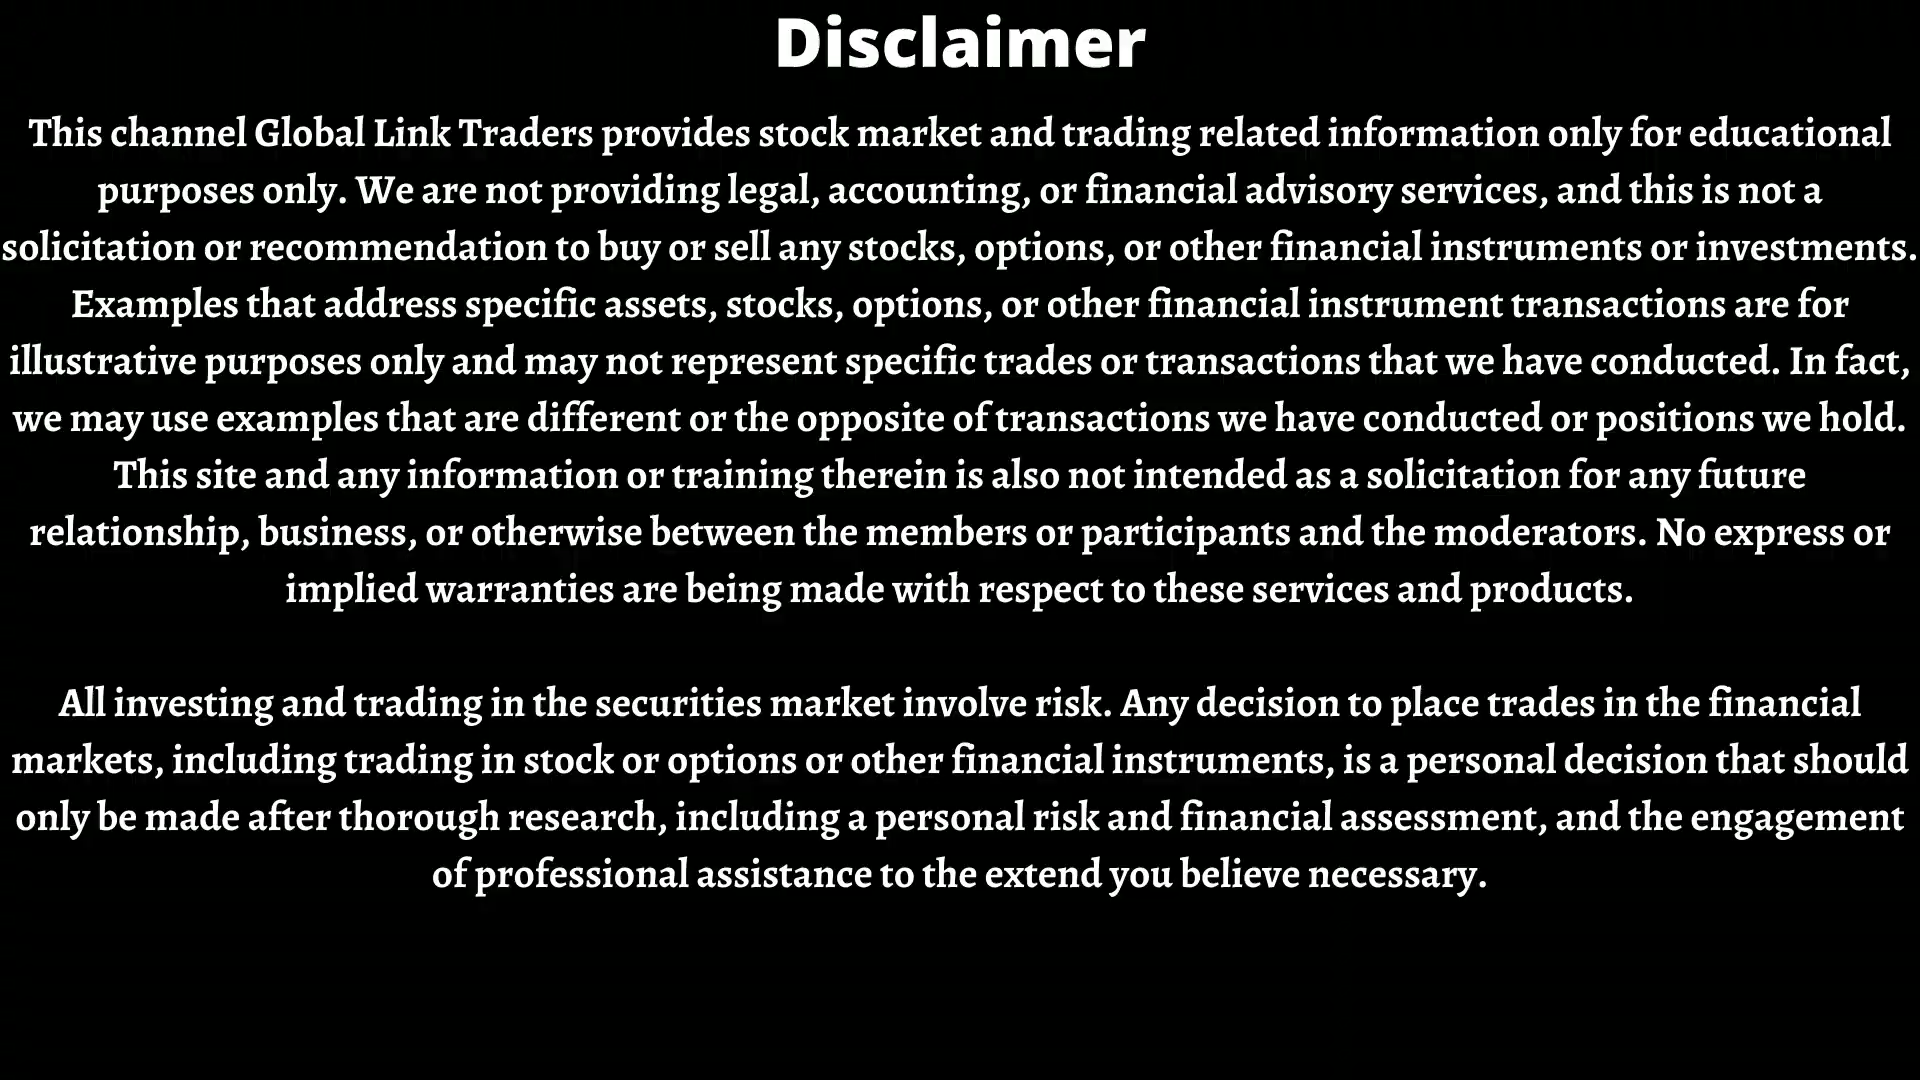 Disclaimer
This channel Global Link Traders provides stock market and trading related information only for educational
purposes only. We are not providing legal, accounting, or financial advisory services, and this is not a
solicitation or recommendation to buy or sell any stocks, options, or other financial instruments or investments.
Examples that address specific assets, stocks, options, or other financial instrument transactions are for
illustrative purposes only and may not represent specific trades or transactions that we have conducted. In fact,
we may use examples that are different or the opposite of transactions we have conducted or positions we hold.
This site and any information or training therein is also not intended as a solicitation for any future
relationship, business, or otherwise between the members or participants and the moderators. No express or
implied warranties are being made with respect to these services and products.
All investing and trading in the securities market involve risk. Any decision to place trades in the financial
markets, including trading in stock or options or other financial instruments, is a personal decision that should
only be made after thorough research, including a personal risk and financial assessment, and the engagement
of professional assistance to the extend you believe necessary.